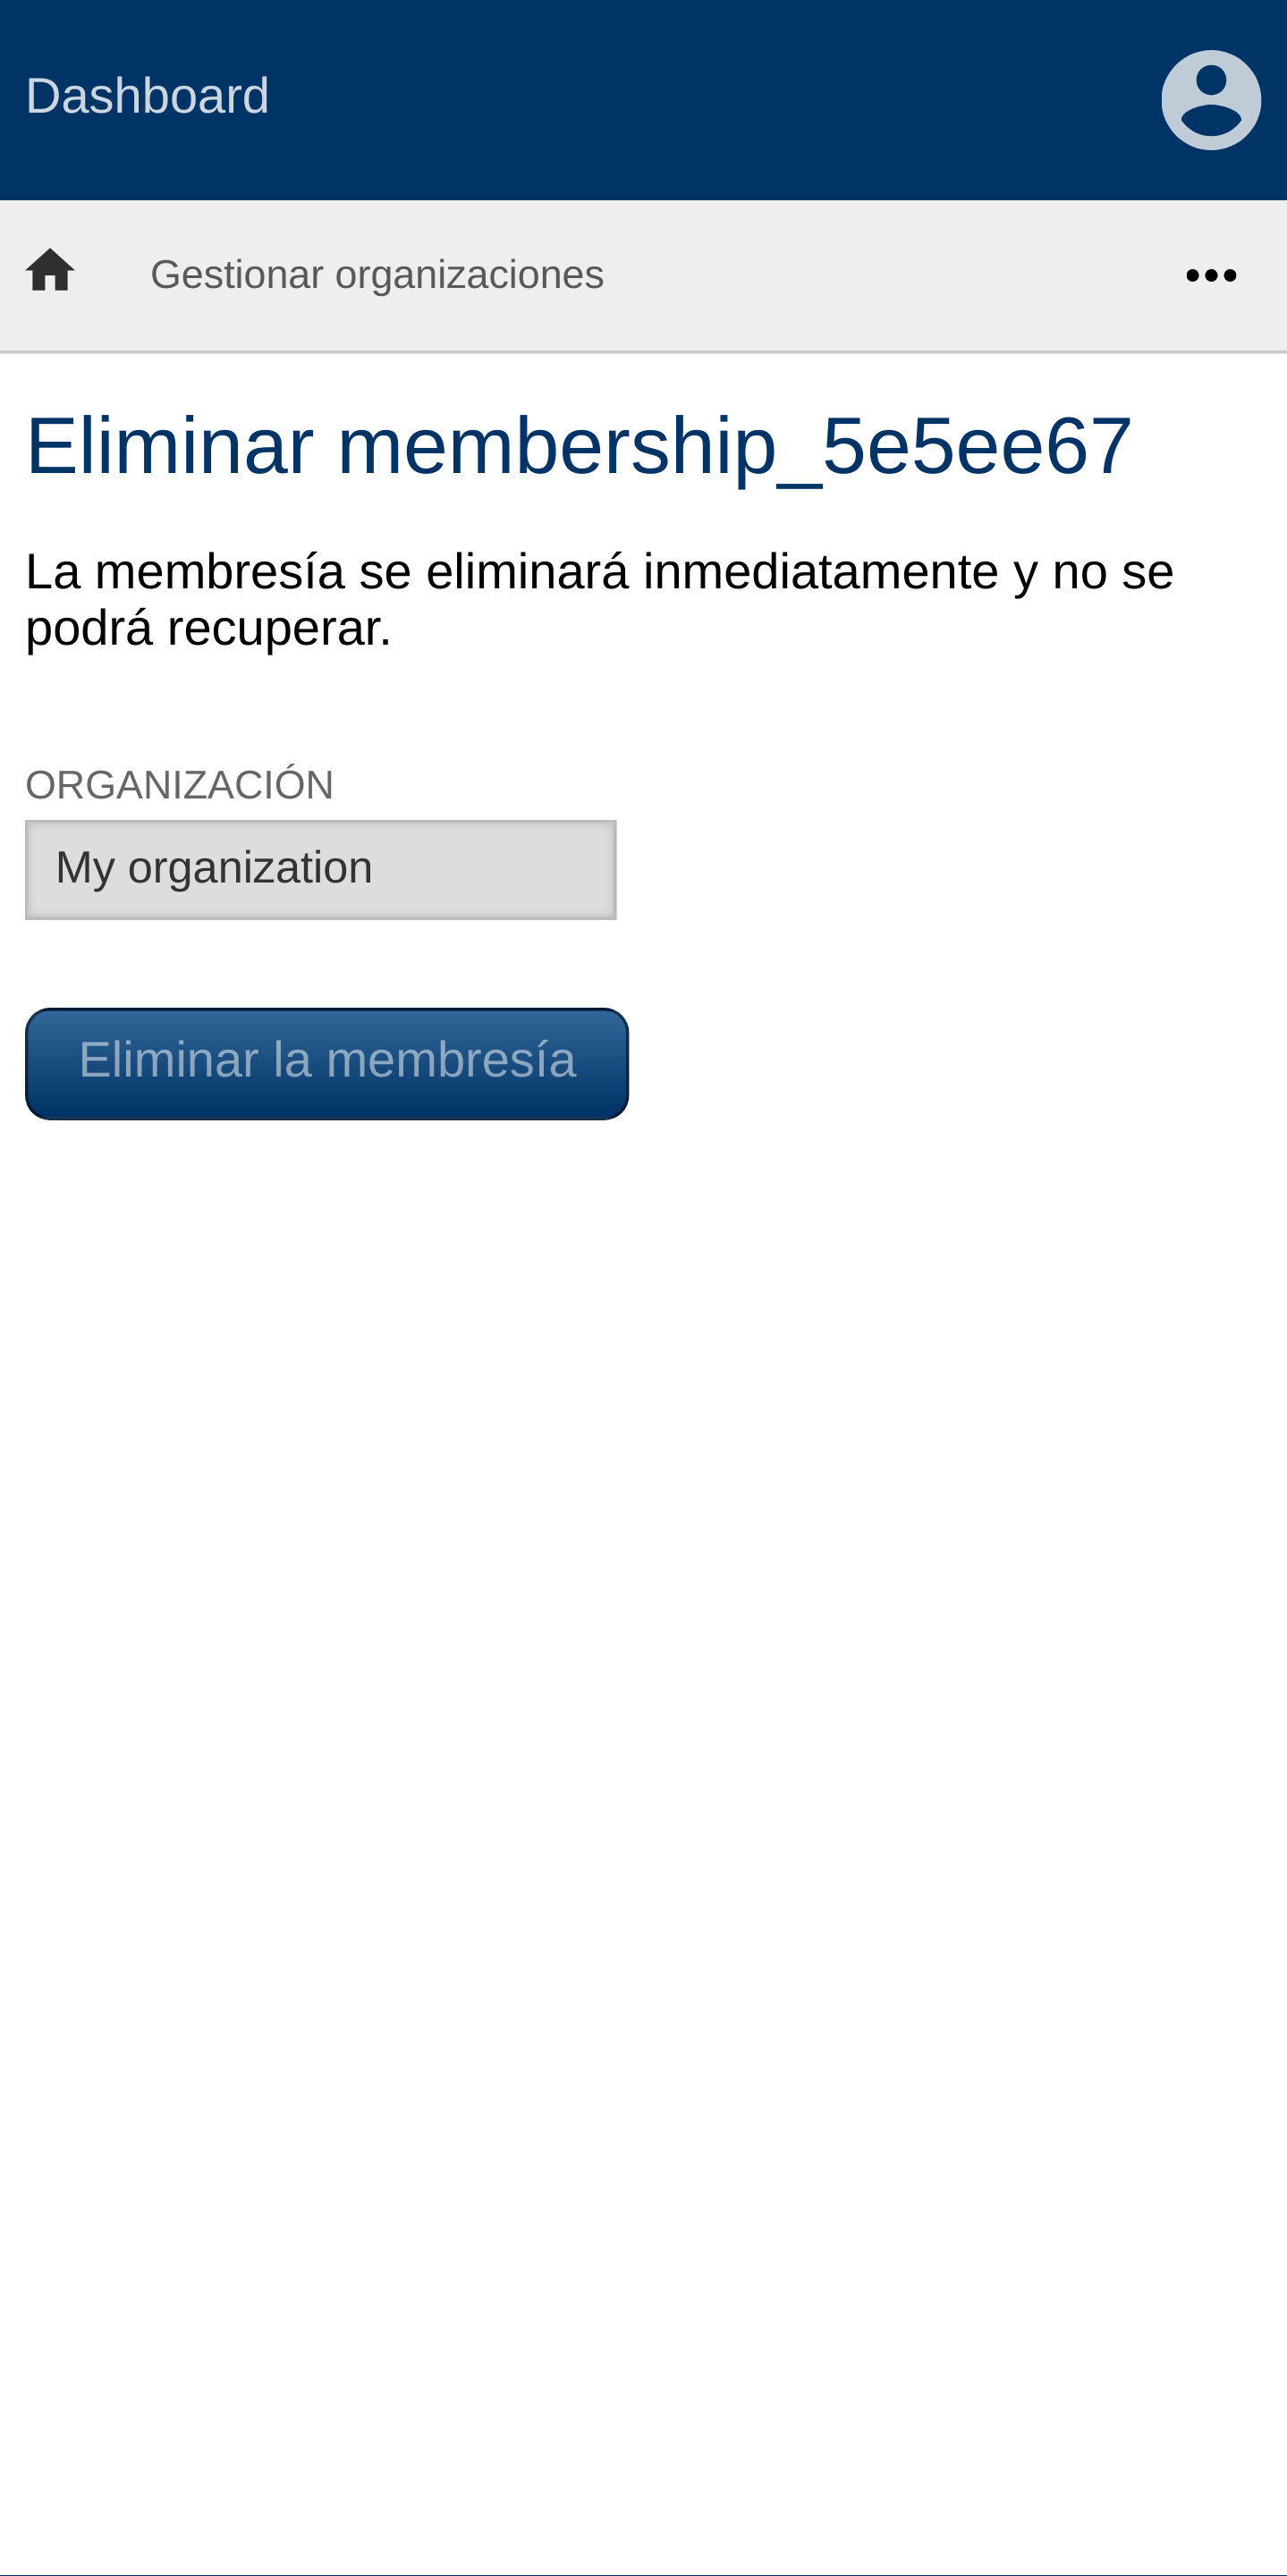 Dashboard
Gestionar organizaciones
Eliminar membership_5e5ee67
La membresía se eliminará inmediatamente y no se
podrá recuperar.
ORGANIZACIÓN
My organization
Eliminar la membresía